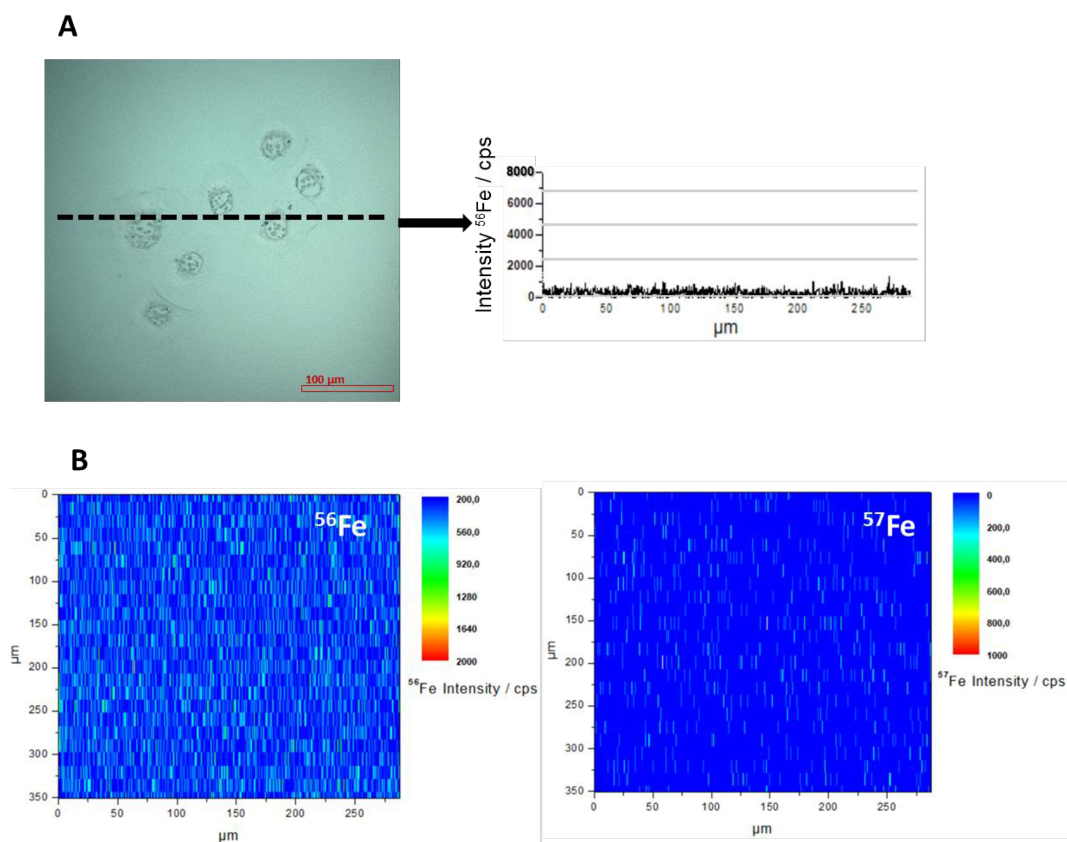 A
100 µm
Intensity ⁵⁶Fe / cps
8000
6000
4000
2000
0
0 50 100 150 200 250
µm
B
⁵⁶Fe
0
50
100
150
200
250
300
350
µm
0 50 100 150 200 250
µm
200,0
560,0
920,0
1280
1640
2000
⁵⁶Fe Intensity / cps
⁵⁷Fe
0
50
100
150
200
250
300
350
µm
0 50 100 150 200 250
µm
0
200,0
400,0
600,0
800,0
1000
⁵⁷Fe Intensity / cps